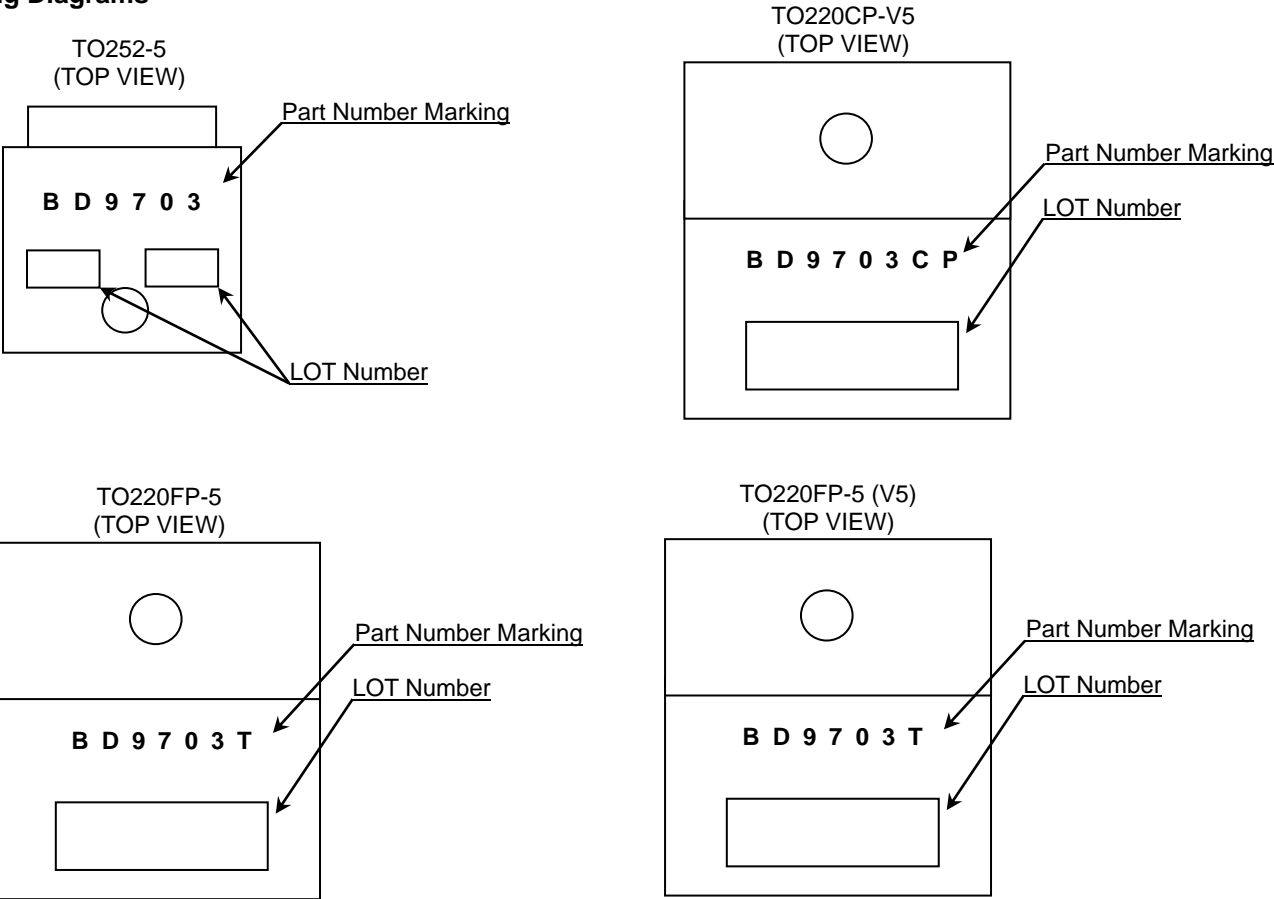 TO252-5
(TOP VIEW)
Part Number Marking
B D 9 7 0 3
LOT Number
TO220CP-V5
(TOP VIEW)
Part Number Marking
LOT Number
B D 9 7 0 3 C P
TO220FP-5
(TOP VIEW)
Part Number Marking
LOT Number
B D 9 7 0 3 T
TO220FP-5 (V5)
(TOP VIEW)
Part Number Marking
LOT Number
B D 9 7 0 3 T